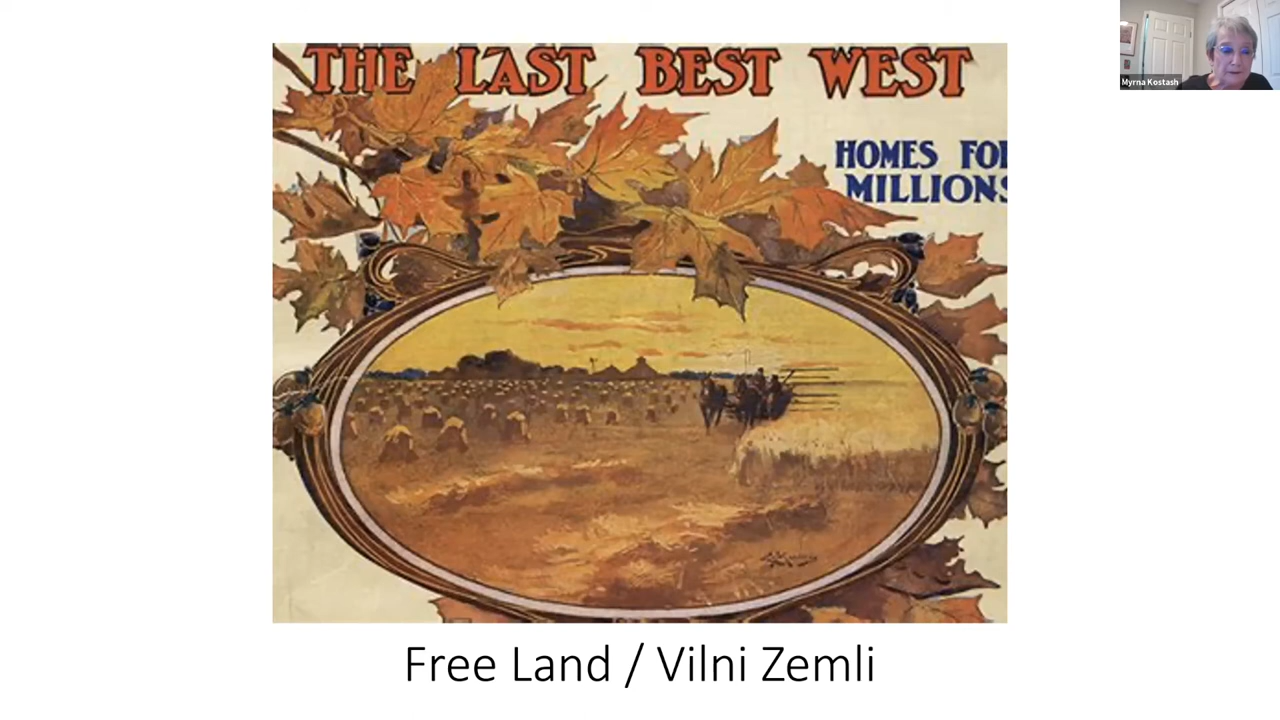 THE LAST BEST WEST
HOMES FOR
MILLIONS
Myrna Kostash
Free Land / Vilni Zemli